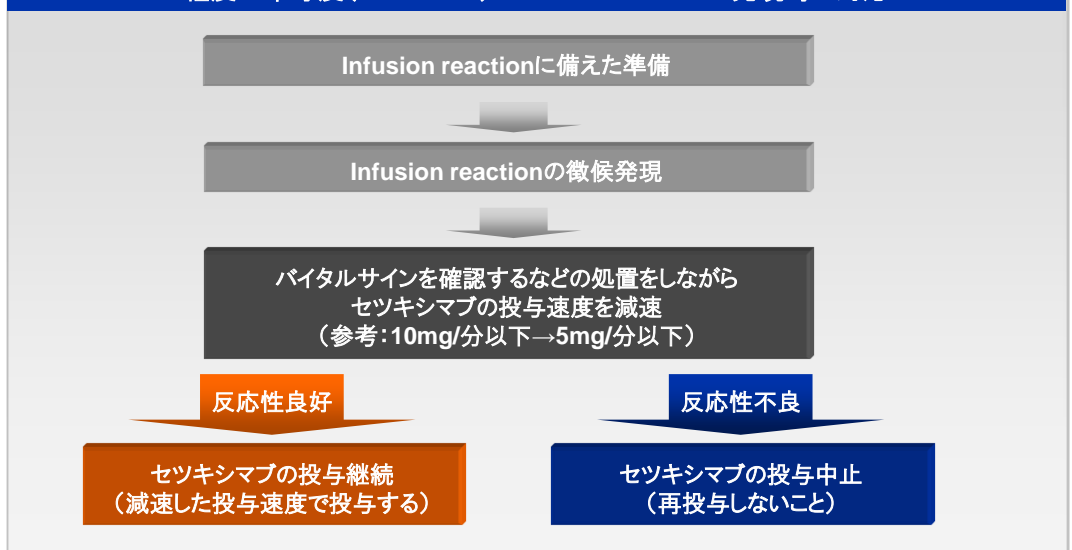 Infusion reactionに備えた準備
Infusion reactionの徴候発現
バイタルサインを確認するなどの処置をしながら
セツキシマブの投与速度を減速
（参考：10mg/分以下→5mg/分以下）
反応性良好
反応性不良
セツキシマブの投与継続
（減速した投与速度で投与する）
セツキシマブの投与中止
（再投与しないこと）